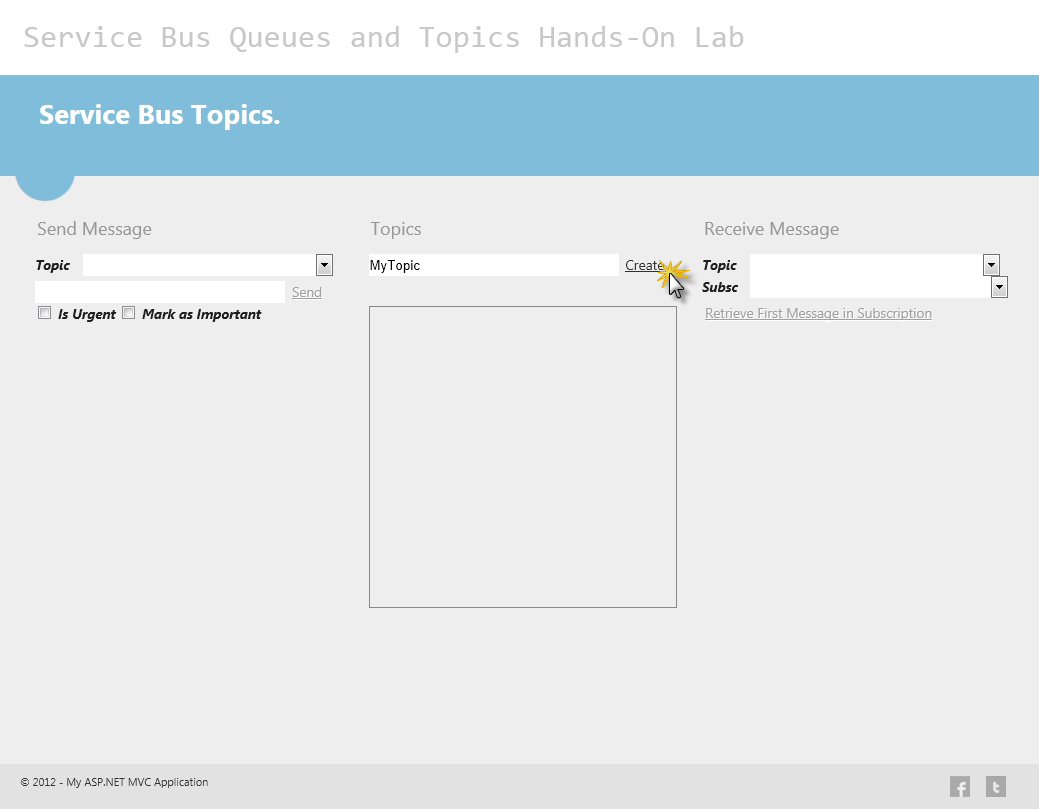 Service Bus Queues and Topics Hands-On Lab
Service Bus Topics.
Send Message
Topic
Send
Is Urgent Mark as Important
Topics
MyTopic Create
Receive Message
Topic
Subsc
Retrieve First Message in Subscription
© 2012 - My ASP.NET MVC Application
f t